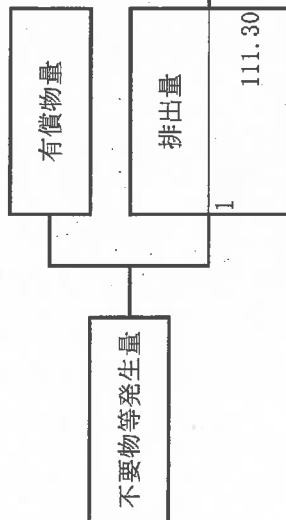 不要物等発生量
有償物量
排出量
1
111.30